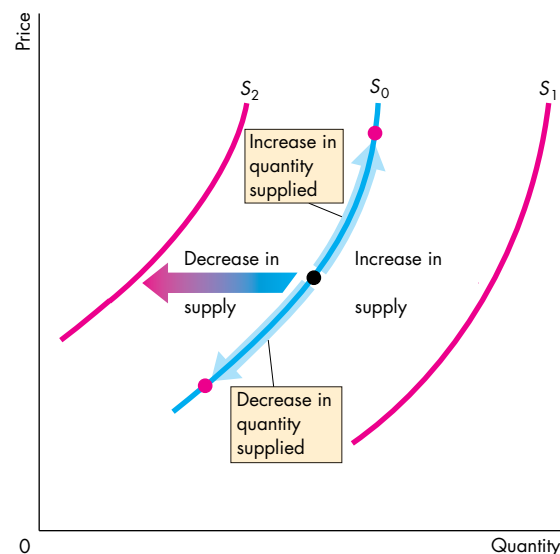 Price
S2
S0
S1
Increase in
quantity
supplied
Decrease in
supply
Increase in
supply
Decrease in
quantity
supplied
0
Quantity